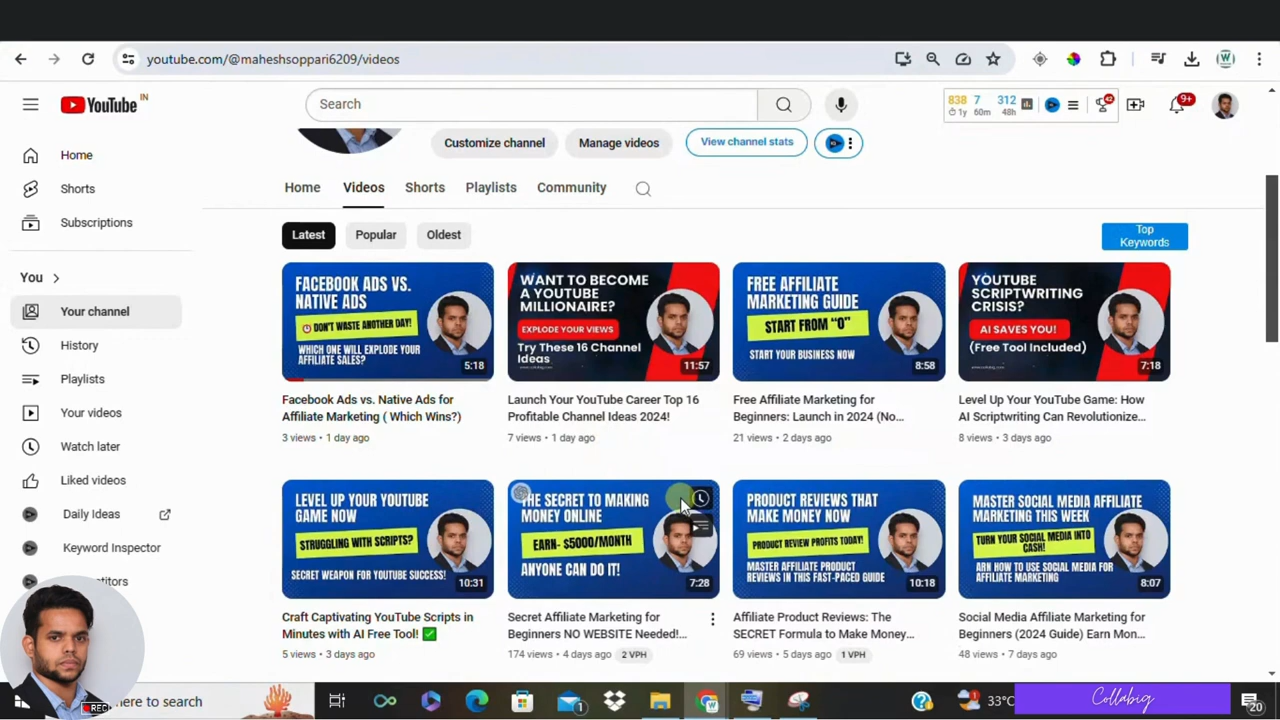 youtube.com/@maheshsoppari6209/videos
YouTube IN
Search
838 7 312
1y 60m 48h
42
9+
Customize channel
Manage videos
View channel stats
Home
Home
Videos
Shorts
Playlists
Community
Shorts
Subscriptions
Latest
Popular
Oldest
Top
Keywords
You
Your channel
History
Playlists
Your videos
Watch later
Liked videos
Daily Ideas
Keyword Inspector
FACEBOOK ADS VS.
NATIVE ADS
DON'T WASTE ANOTHER DAY!
WHICH ONE WILL EXPLODE YOUR
AFFILIATE SALES?
5:18
Facebook Ads vs. Native Ads for
Affiliate Marketing ( Which Wins?)
3 views • 1 day ago
WANT TO BECOME
A YOUTUBE
MILLIONAIRE?
EXPLODE YOUR VIEWS
Try These 16 Channel
Ideas
11:57
Launch Your YouTube Career Top 16
Profitable Channel Ideas 2024!
7 views • 1 day ago
FREE AFFILIATE
MARKETING GUIDE
START FROM "0"
START YOUR BUSINESS NOW
8:58
Free Affiliate Marketing for
Beginners: Launch in 2024 (No...
21 views • 2 days ago
YOUTUBE
SCRIPTWRITING
CRISIS?
AI SAVES YOU!
(Free Tool Included)
7:18
Level Up Your YouTube Game: How
AI Scriptwriting Can Revolutionize...
8 views • 3 days ago
LEVEL UP YOUR YOUTUBE
GAME NOW
STRUGGLING WITH SCRIPTS?
SECRET WEAPON FOR YOUTUBE SUCCESS!
10:31
Craft Captivating YouTube Scripts in
Minutes with AI Free Tool! ✅
5 views • 3 days ago
THE SECRET TO MAKING
MONEY ONLINE
EARN- $5000/MONTH
ANYONE CAN DO IT!
7:28
Secret Affiliate Marketing for
Beginners NO WEBSITE Needed!...
174 views • 4 days ago 2 VPH
PRODUCT REVIEWS THAT
MAKE MONEY NOW
PRODUCT REVIEW PROFITS TODAY!
MASTER AFFILIATE PRODUCT
REVIEWS IN THIS FAST-PACED GUIDE
10:18
Affiliate Product Reviews: The
SECRET Formula to Make Money...
69 views • 5 days ago 1 VPH
MASTER SOCIAL MEDIA AFFILIATE
MARKETING THIS WEEK
TURN YOUR SOCIAL MEDIA INTO
CASH!
ARN HOW TO USE SOCIAL MEDIA FOR
AFFILIATE MARKETING
8:07
Social Media Affiliate Marketing for
Beginners (2024 Guide) Earn Mon...
48 views • 7 days ago
REC
here to search
1
33°C
Collabig
20